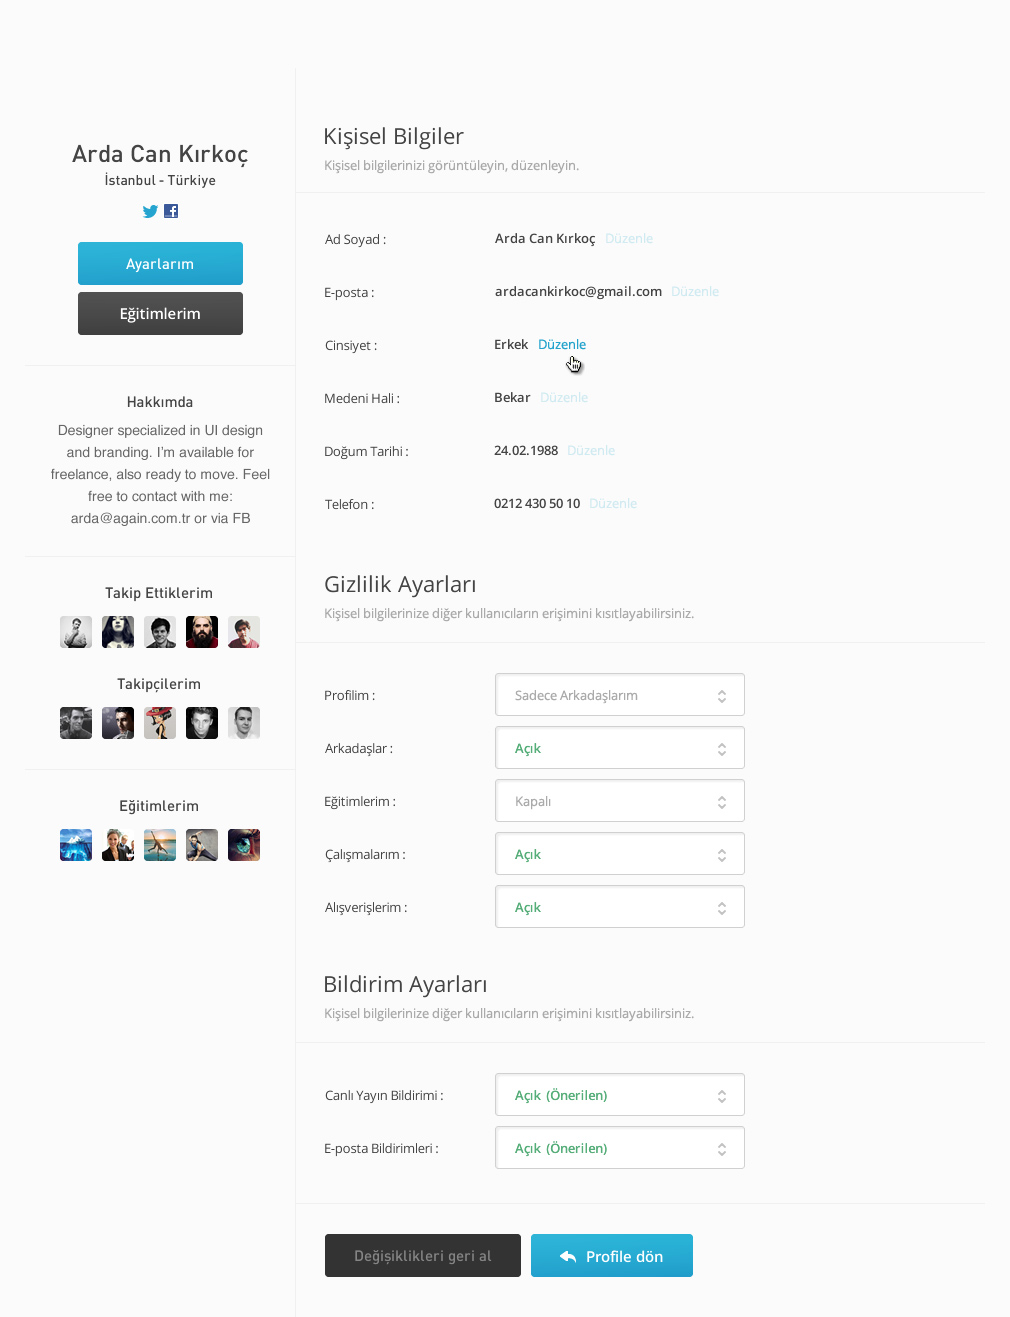 Arda Can Kırkoç
İstanbul - Türkiye
Ayarlarım
Eğitimlerim
Hakkımda
Designer specialized in UI design
and branding. I'm available for
freelance, also ready to move. Feel
free to contact with me:
arda@again.com.tr or via FB
Takip Ettiklerim
Takipçilerim
Eğitimlerim
Kişisel Bilgiler
Kişisel bilgilerinizi görüntüleyin, düzenleyin.
Ad Soyad : Arda Can Kırkoç Düzenle
E-posta : ardacankirkoc@gmail.com Düzenle
Cinsiyet : Erkek Düzenle
Medeni Hali : Bekar Düzenle
Doğum Tarihi : 24.02.1988 Düzenle
Telefon : 0212 430 50 10 Düzenle
Gizlilik Ayarları
Kişisel bilgilerinize diğer kullanıcıların erişimini kısıtlayabilirsiniz.
Profilim : Sadece Arkadaşlarım
Arkadaşlar : Açık
Eğitimlerim : Kapalı
Çalışmalarım : Açık
Alışverişlerim : Açık
Bildirim Ayarları
Kişisel bilgilerinize diğer kullanıcıların erişimini kısıtlayabilirsiniz.
Canlı Yayın Bildirimi : Açık (Önerilen)
E-posta Bildirimleri : Açık (Önerilen)
Değişiklikleri geri al
Profile dön